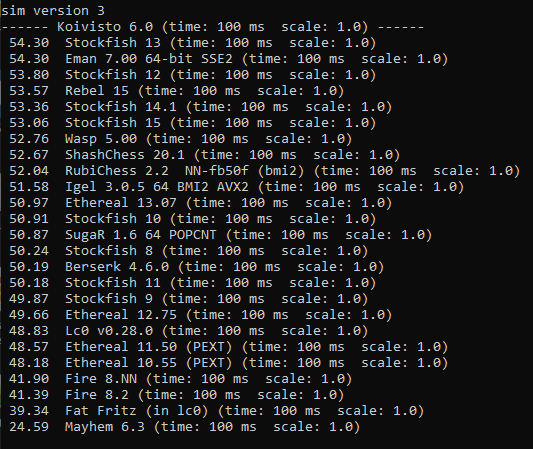 sim version 3
------ Koivisto 6.0 (time: 100 ms  scale: 1.0) ------
54.30  Stockfish 13 (time: 100 ms  scale: 1.0)
54.30  Eman 7.00 64-bit SSE2 (time: 100 ms  scale: 1.0)
53.80  Stockfish 12 (time: 100 ms  scale: 1.0)
53.57  Rebel 15 (time: 100 ms  scale: 1.0)
53.36  Stockfish 14.1 (time: 100 ms  scale: 1.0)
53.06  Stockfish 15 (time: 100 ms  scale: 1.0)
52.76  Wasp 5.00 (time: 100 ms  scale: 1.0)
52.67  ShashChess 20.1 (time: 100 ms  scale: 1.0)
52.04  RubiChess 2.2  NN-fb50f (bmi2) (time: 100 ms  scale: 1.0)
51.58  Igel 3.0.5 64 BMI2 AVX2 (time: 100 ms  scale: 1.0)
50.97  Ethereal 13.07 (time: 100 ms  scale: 1.0)
50.91  Stockfish 10 (time: 100 ms  scale: 1.0)
50.87  SugaR 1.6 64 POPCNT (time: 100 ms  scale: 1.0)
50.24  Stockfish 8 (time: 100 ms  scale: 1.0)
50.19  Berserk 4.6.0 (time: 100 ms  scale: 1.0)
50.18  Stockfish 11 (time: 100 ms  scale: 1.0)
49.87  Stockfish 9 (time: 100 ms  scale: 1.0)
49.66  Ethereal 12.75 (time: 100 ms  scale: 1.0)
48.83  Lc0 v0.28.0 (time: 100 ms  scale: 1.0)
48.57  Ethereal 11.50 (PEXT) (time: 100 ms  scale: 1.0)
48.18  Ethereal 10.55 (PEXT) (time: 100 ms  scale: 1.0)
41.90  Fire 8.NN (time: 100 ms  scale: 1.0)
41.39  Fire 8.2 (time: 100 ms  scale: 1.0)
39.34  Fat Fritz (in lc0) (time: 100 ms  scale: 1.0)
24.59  Mayhem 6.3 (time: 100 ms  scale: 1.0)